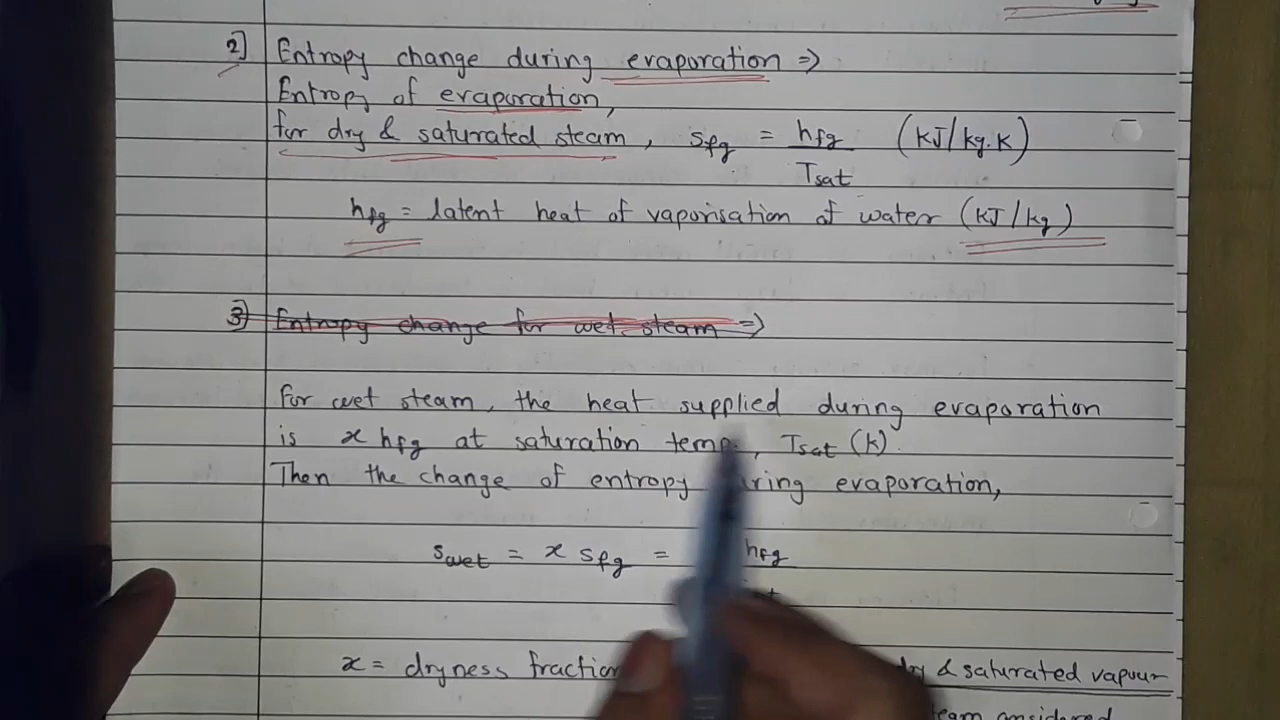 2] Entropy change during evaporation ⇒
Entropy of evaporation,
for dry & saturated steam, sfg = hfg / Tsat (kJ/kg.K)
hfg = latent heat of vaporisation of water (kJ/kg)
3] Entropy change for wet steam ⇒
For wet steam, the heat supplied during evaporation
is x hfg at saturation temp., Tsat (K).
Then the change of entropy during evaporation,
swet = x sfg = hfg
x = dryness fraction dry & saturated vapour